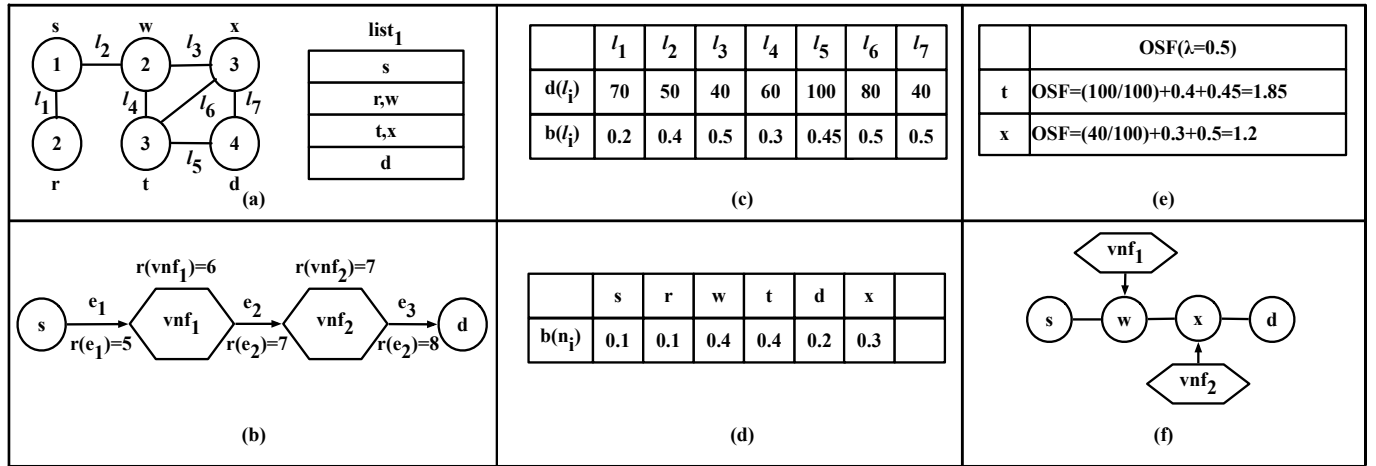 s w x
l2 l3
1 2 3
l1 l4 l6 l7
2 3 4
l5
r t d
(a)
list1
s
r,w
t,x
d
l1 l2 l3 l4 l5 l6 l7
d(li) 70 50 40 60 100 80 40
b(li) 0.2 0.4 0.5 0.3 0.45 0.5 0.5
(c)
OSF(λ=0.5)
t OSF=(100/100)+0.4+0.45=1.85
x OSF=(40/100)+0.3+0.5=1.2
(e)
r(vnf1)=6 r(vnf2)=7
e1 e2 e3
s vnf1 vnf2 d
r(e1)=5 r(e2)=7 r(e2)=8
(b)
s r w t d x
b(ni) 0.1 0.1 0.4 0.4 0.2 0.3
(d)
vnf1
s w x d
vnf2
(f)